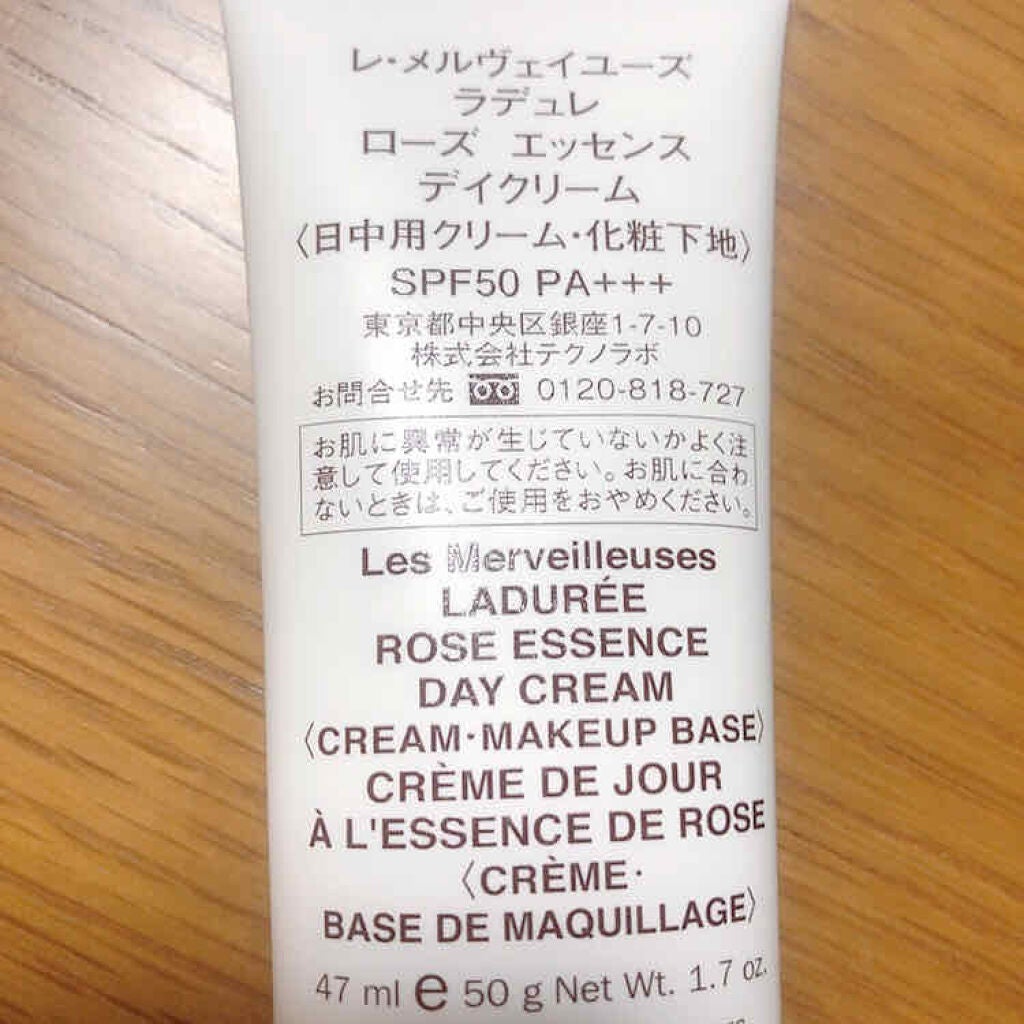 レ・メルヴェイユーズ
ラデュレ
ローズ エッセンス
デイクリーム
〈日中用クリーム・化粧下地〉
SPF50 PA+++
東京都中央区銀座1-7-10
株式会社テクノラボ
お問合せ先 0120-818-727
お肌に異常が生じていないかよく注
意して使用してください。お肌に合わ
ないときは、ご使用をおやめください。
Les Merveilleuses
LADURÉE
ROSE ESSENCE
DAY CREAM
〈CREAM・MAKEUP BASE〉
CRÈME DE JOUR
À L'ESSENCE DE ROSE
〈CRÈME・
BASE DE MAQUILLAGE〉
47 ml e 50 g Net Wt. 1.7 oz.